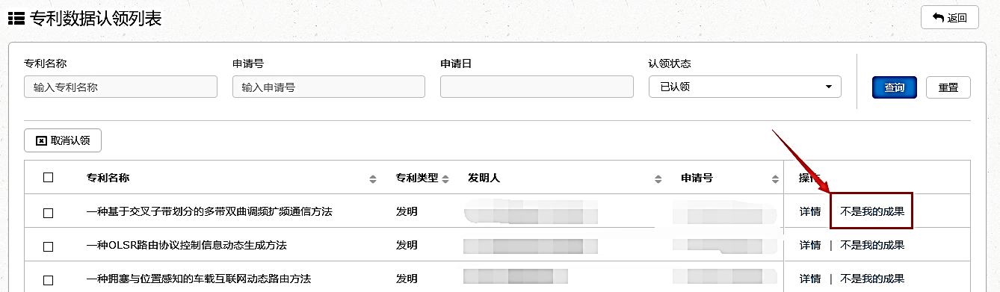 专利数据认领列表
返回
专利名称 申请号 申请日 认领状态
输入专利名称 输入申请号 已认领 查询 重置
取消认领
专利名称 专利类型 发明人 申请号 操作
一种基于交叉子带划分的多带双曲调频扩频通信方法 发明 详情 不是我的成果
一种OLSR路由协议控制信息动态生成方法 发明 详情 | 不是我的成果
一种拥塞与位置感知的车载互联网动态路由方法 发明 详情 | 不是我的成果